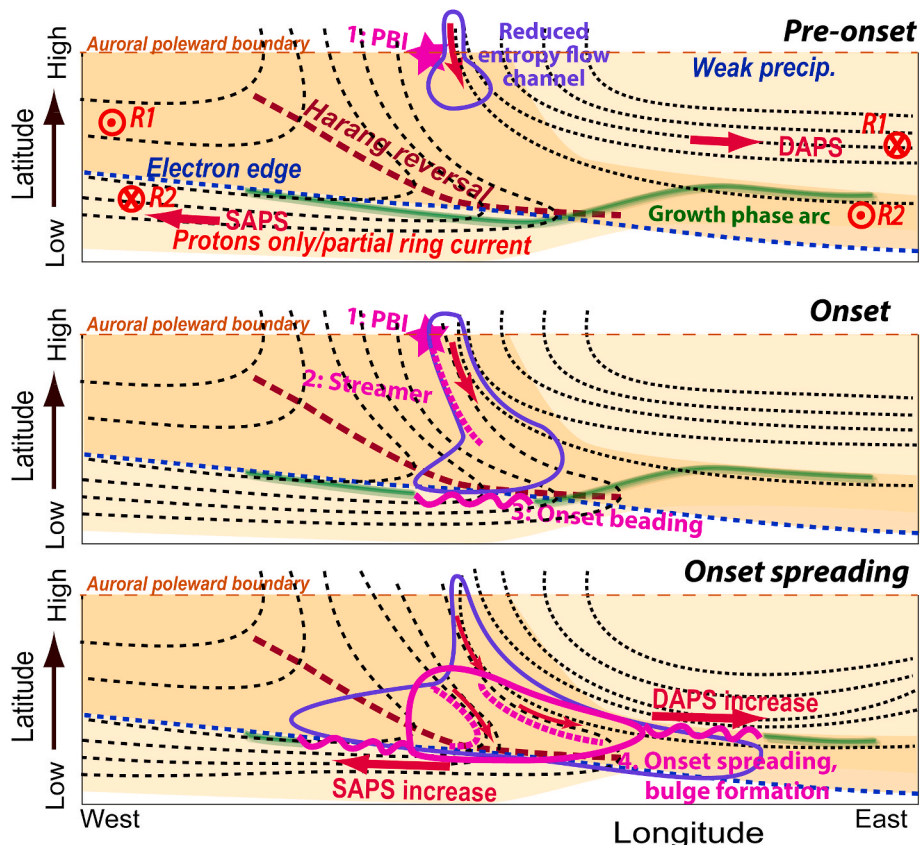 Pre-onset
Auroral poleward boundary
1: PBI
Reduced
entropy flow
channel
Weak precip.
High
Latitude
Low
R1
Harang reversal
DAPS
R1
Electron edge
R2
SAPS
Growth phase arc
R2
Protons only/partial ring current
Onset
Auroral poleward boundary
1: PBI
High
Latitude
Low
2: Streamer
3: Onset beading
Onset spreading
Auroral poleward boundary
High
Latitude
Low
DAPS increase
SAPS increase
4. Onset spreading,
bulge formation
West
East
Longitude